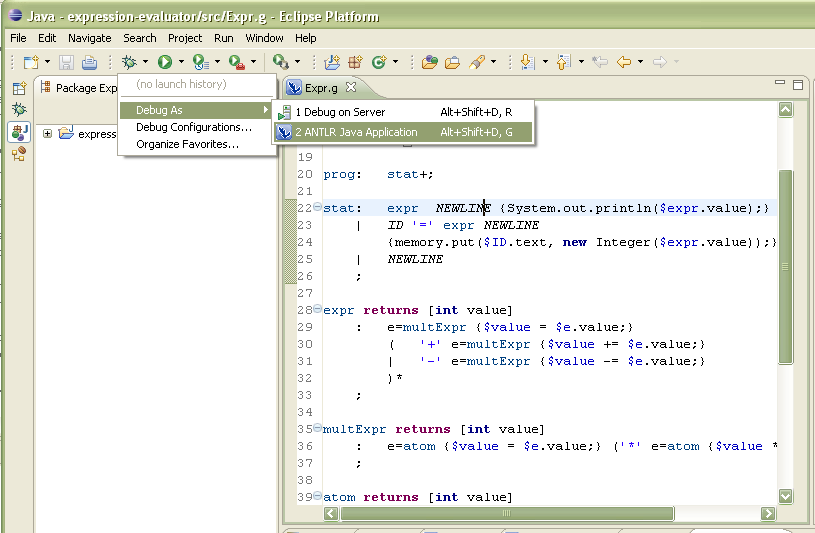 Java - expression-evaluator/src/Expr.g - Eclipse Platform
File Edit Navigate Search Project Run Window Help
Package Exp
(no launch history)
Debug As
Debug Configurations...
Organize Favorites...
1 Debug on Server Alt+Shift+D, R
2 ANTLR Java Application Alt+Shift+D, G
express
Expr.g
19
20 prog: stat+;
21
22 stat: expr NEWLINE {System.out.println($expr.value);}
23 | ID '=' expr NEWLINE
24 {memory.put($ID.text, new Integer($expr.value));}
25 | NEWLINE
26 ;
27
28 expr returns [int value]
29 : e=multExpr {$value = $e.value;}
30 ( '+' e=multExpr {$value += $e.value;}
31 | '-' e=multExpr {$value -= $e.value;}
32 )*
33 ;
34
35 multExpr returns [int value]
36 : e=atom {$value = $e.value;} ('*' e=atom {$value *
37 ;
38
39 atom returns [int value]